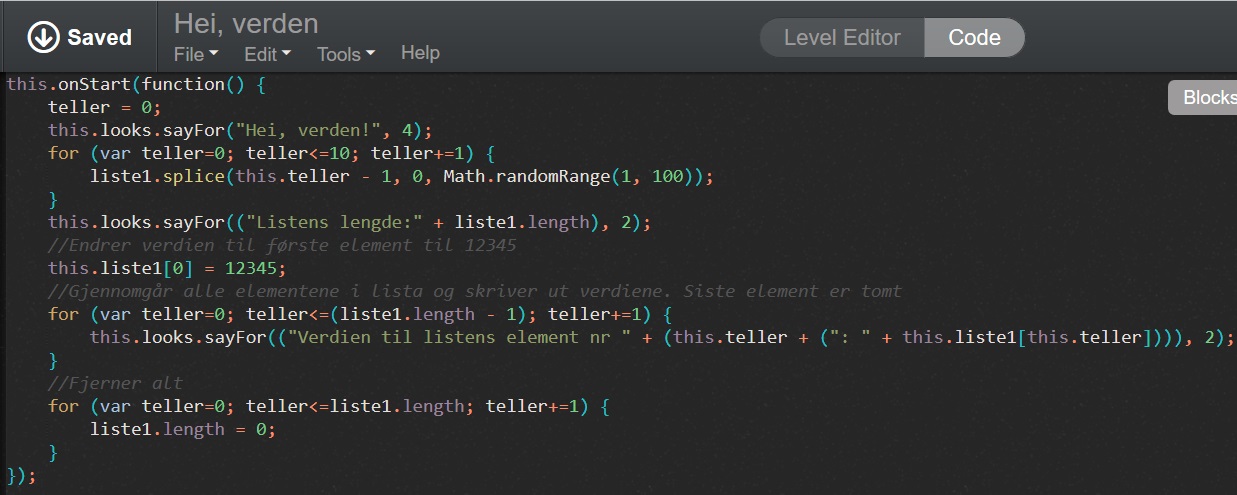 Saved
Hei, verden
File Edit Tools Help
Level Editor Code
Blocks
this.onStart(function() {
    teller = 0;
    this.looks.sayFor("Hei, verden!", 4);
    for (var teller=0; teller<=10; teller+=1) {
        liste1.splice(this.teller - 1, 0, Math.randomRange(1, 100));
    }
    this.looks.sayFor(("Listens lengde:" + liste1.length), 2);
    //Endrer verdien til første element til 12345
    this.liste1[0] = 12345;
    //Gjennomgår alle elementene i lista og skriver ut verdiene. Siste element er tomt
    for (var teller=0; teller<=(liste1.length - 1); teller+=1) {
        this.looks.sayFor(("Verdien til listens element nr " + (this.teller + (": " + this.liste1[this.teller]))), 2);
    }
    //Fjerner alt
    for (var teller=0; teller<=liste1.length; teller+=1) {
        liste1.length = 0;
    }
});